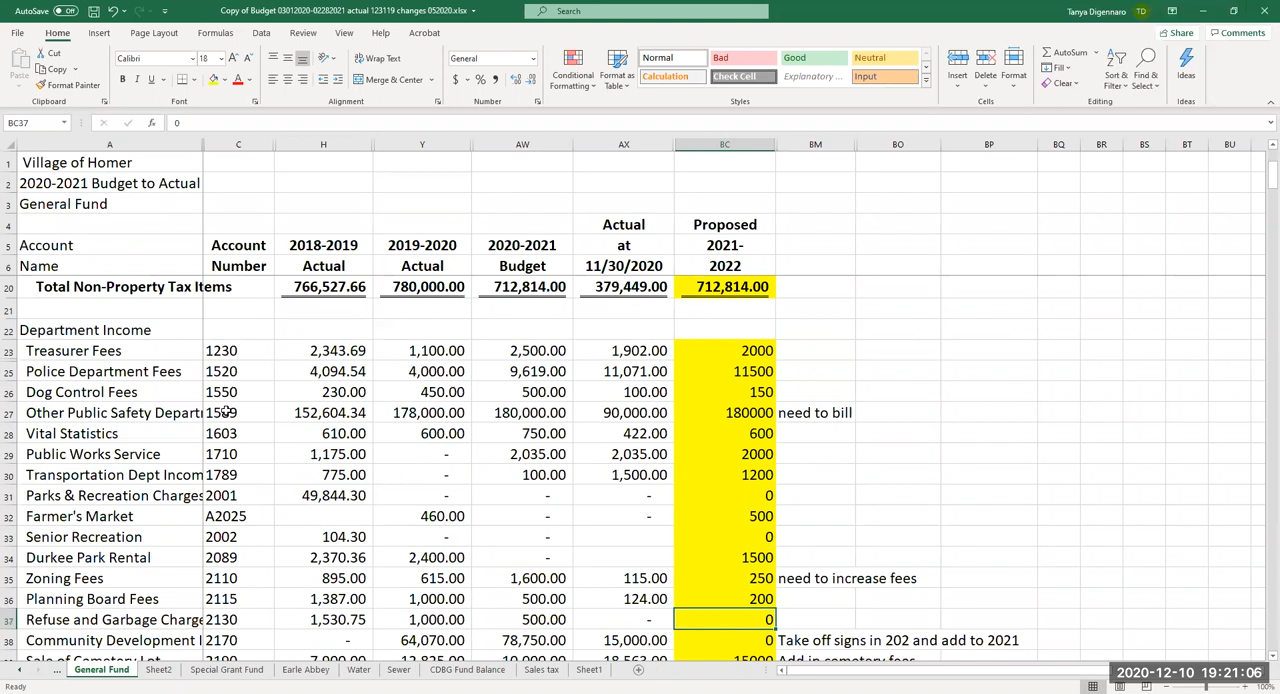 AutoSave Off Copy of Budget 03012020-02282021 actual 123119 changes 052020.xlsx Search Tanya Digennaro TD
File Home Insert Page Layout Formulas Data Review View Help Acrobat Share Comments
Paste Cut Copy Format Painter Clipboard
Calibri 18 A A B I U A Font
Wrap Text Merge & Center Alignment
General $ % Number
Conditional Formatting Format as Table Normal Bad Good Neutral Calculation Check Cell Explanatory ... Input Styles
Insert Delete Format Cells
AutoSum Fill Clear Sort & Filter Find & Select Editing
Ideas Ideas
BC37 fx 0
A C H Y AW AX BC BM BO BP BQ BR BS BT BU
1 Village of Homer
2 2020-2021 Budget to Actual
3 General Fund
4 Actual Proposed
5 Account Account 2018-2019 2019-2020 2020-2021 at 2021-
6 Name Number Actual Actual Budget 11/30/2020 2022
20 Total Non-Property Tax Items 766,527.66 780,000.00 712,814.00 379,449.00 712,814.00
21
22 Department Income
23 Treasurer Fees 1230 2,343.69 1,100.00 2,500.00 1,902.00 2000
25 Police Department Fees 1520 4,094.54 4,000.00 9,619.00 11,071.00 11500
26 Dog Control Fees 1550 230.00 450.00 500.00 100.00 150
27 Other Public Safety Depart 152,604.34 178,000.00 180,000.00 90,000.00 180000 need to bill
28 Vital Statistics 1603 610.00 600.00 750.00 422.00 600
29 Public Works Service 1710 1,175.00 - 2,035.00 2,035.00 2000
30 Transportation Dept Incom 1789 775.00 - 100.00 1,500.00 1200
31 Parks & Recreation Charges 2001 49,844.30 - - - 0
32 Farmer's Market A2025 460.00 - - 500
33 Senior Recreation 2002 104.30 - - 0
34 Durkee Park Rental 2089 2,370.36 2,400.00 - 1500
35 Zoning Fees 2110 895.00 615.00 1,600.00 115.00 250 need to increase fees
36 Planning Board Fees 2115 1,387.00 1,000.00 500.00 124.00 200
37 Refuse and Garbage Charge 2130 1,530.75 1,000.00 500.00 - 0
38 Community Development I 2170 - 64,070.00 78,750.00 15,000.00 0 Take off signs in 202 and add to 2021
Sale of Cemetery Lot 15000 Add in cemetery fees
... General Fund Sheet2 Special Grant Fund Earle Abbey Water Sewer CDBG Fund Balance Sales tax Sheet1
2020-12-10 19:21:06
Ready 100%